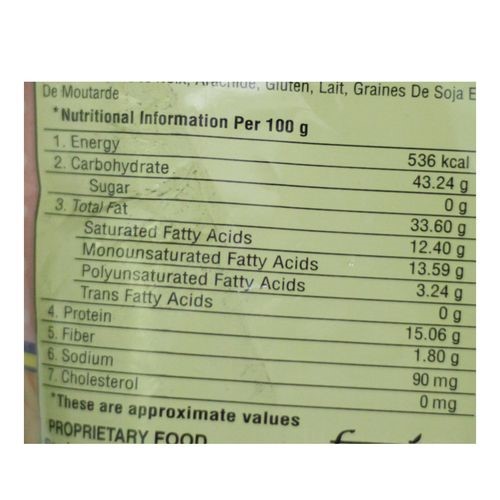 Arachide, Gluten, Lait, Graines De Soja E
De Moutarde
*Nutritional Information Per 100 g
1. Energy 536 kcal
2. Carbohydrate 43.24 g
Sugar 0 g
3. Total Fat 33.60 g
Saturated Fatty Acids 12.40 g
Monounsaturated Fatty Acids 13.59 g
Polyunsaturated Fatty Acids 3.24 g
Trans Fatty Acids 0 g
4. Protein 15.06 g
5. Fiber 1.80 g
6. Sodium 90 mg
7. Cholesterol 0 mg
*These are approximate values
PROPRIETARY FOOD